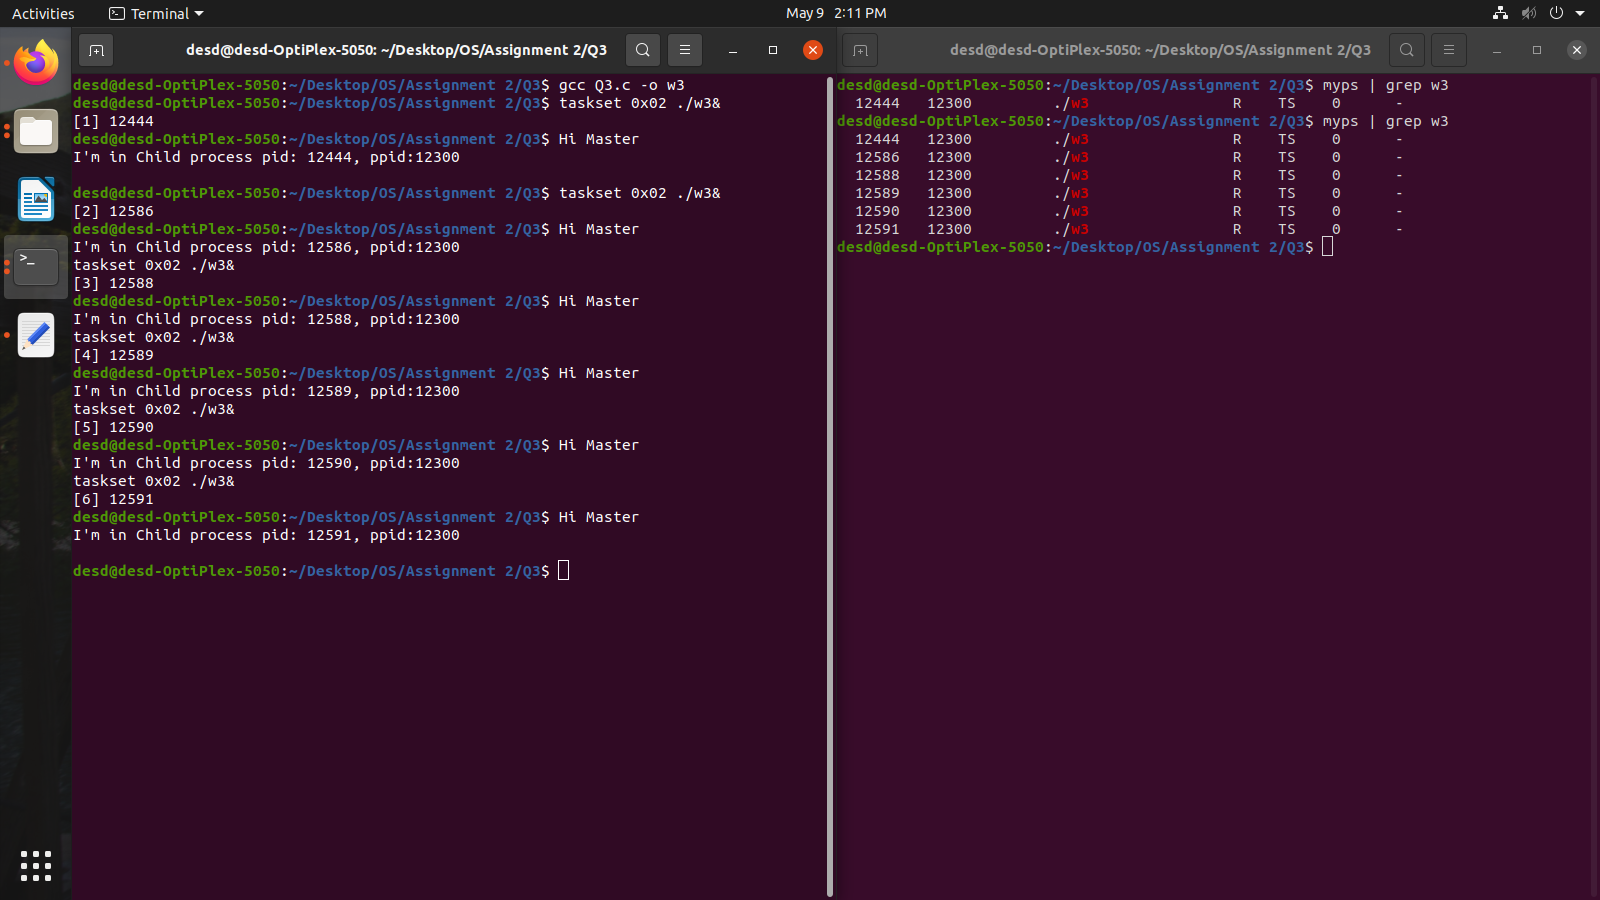 Activities
Terminal
May 9 2:11 PM
desd@desd-OptiPlex-5050: ~/Desktop/OS/Assignment 2/Q3
desd@desd-OptiPlex-5050:~/Desktop/OS/Assignment 2/Q3$ gcc Q3.c -o w3
desd@desd-OptiPlex-5050:~/Desktop/OS/Assignment 2/Q3$ taskset 0x02 ./w3&
[1] 12444
desd@desd-OptiPlex-5050:~/Desktop/OS/Assignment 2/Q3$ Hi Master
I'm in Child process pid: 12444, ppid:12300
desd@desd-OptiPlex-5050:~/Desktop/OS/Assignment 2/Q3$ taskset 0x02 ./w3&
[2] 12586
desd@desd-OptiPlex-5050:~/Desktop/OS/Assignment 2/Q3$ Hi Master
I'm in Child process pid: 12586, ppid:12300
taskset 0x02 ./w3&
[3] 12588
desd@desd-OptiPlex-5050:~/Desktop/OS/Assignment 2/Q3$ Hi Master
I'm in Child process pid: 12588, ppid:12300
taskset 0x02 ./w3&
[4] 12589
desd@desd-OptiPlex-5050:~/Desktop/OS/Assignment 2/Q3$ Hi Master
I'm in Child process pid: 12589, ppid:12300
taskset 0x02 ./w3&
[5] 12590
desd@desd-OptiPlex-5050:~/Desktop/OS/Assignment 2/Q3$ Hi Master
I'm in Child process pid: 12590, ppid:12300
taskset 0x02 ./w3&
[6] 12591
desd@desd-OptiPlex-5050:~/Desktop/OS/Assignment 2/Q3$ Hi Master
I'm in Child process pid: 12591, ppid:12300
desd@desd-OptiPlex-5050:~/Desktop/OS/Assignment 2/Q3$
desd@desd-OptiPlex-5050: ~/Desktop/OS/Assignment 2/Q3
desd@desd-OptiPlex-5050:~/Desktop/OS/Assignment 2/Q3$ myps | grep w3
12444 12300 ./w3 R TS 0 -
desd@desd-OptiPlex-5050:~/Desktop/OS/Assignment 2/Q3$ myps | grep w3
12444 12300 ./w3 R TS 0 -
12586 12300 ./w3 R TS 0 -
12588 12300 ./w3 R TS 0 -
12589 12300 ./w3 R TS 0 -
12590 12300 ./w3 R TS 0 -
12591 12300 ./w3 R TS 0 -
desd@desd-OptiPlex-5050:~/Desktop/OS/Assignment 2/Q3$